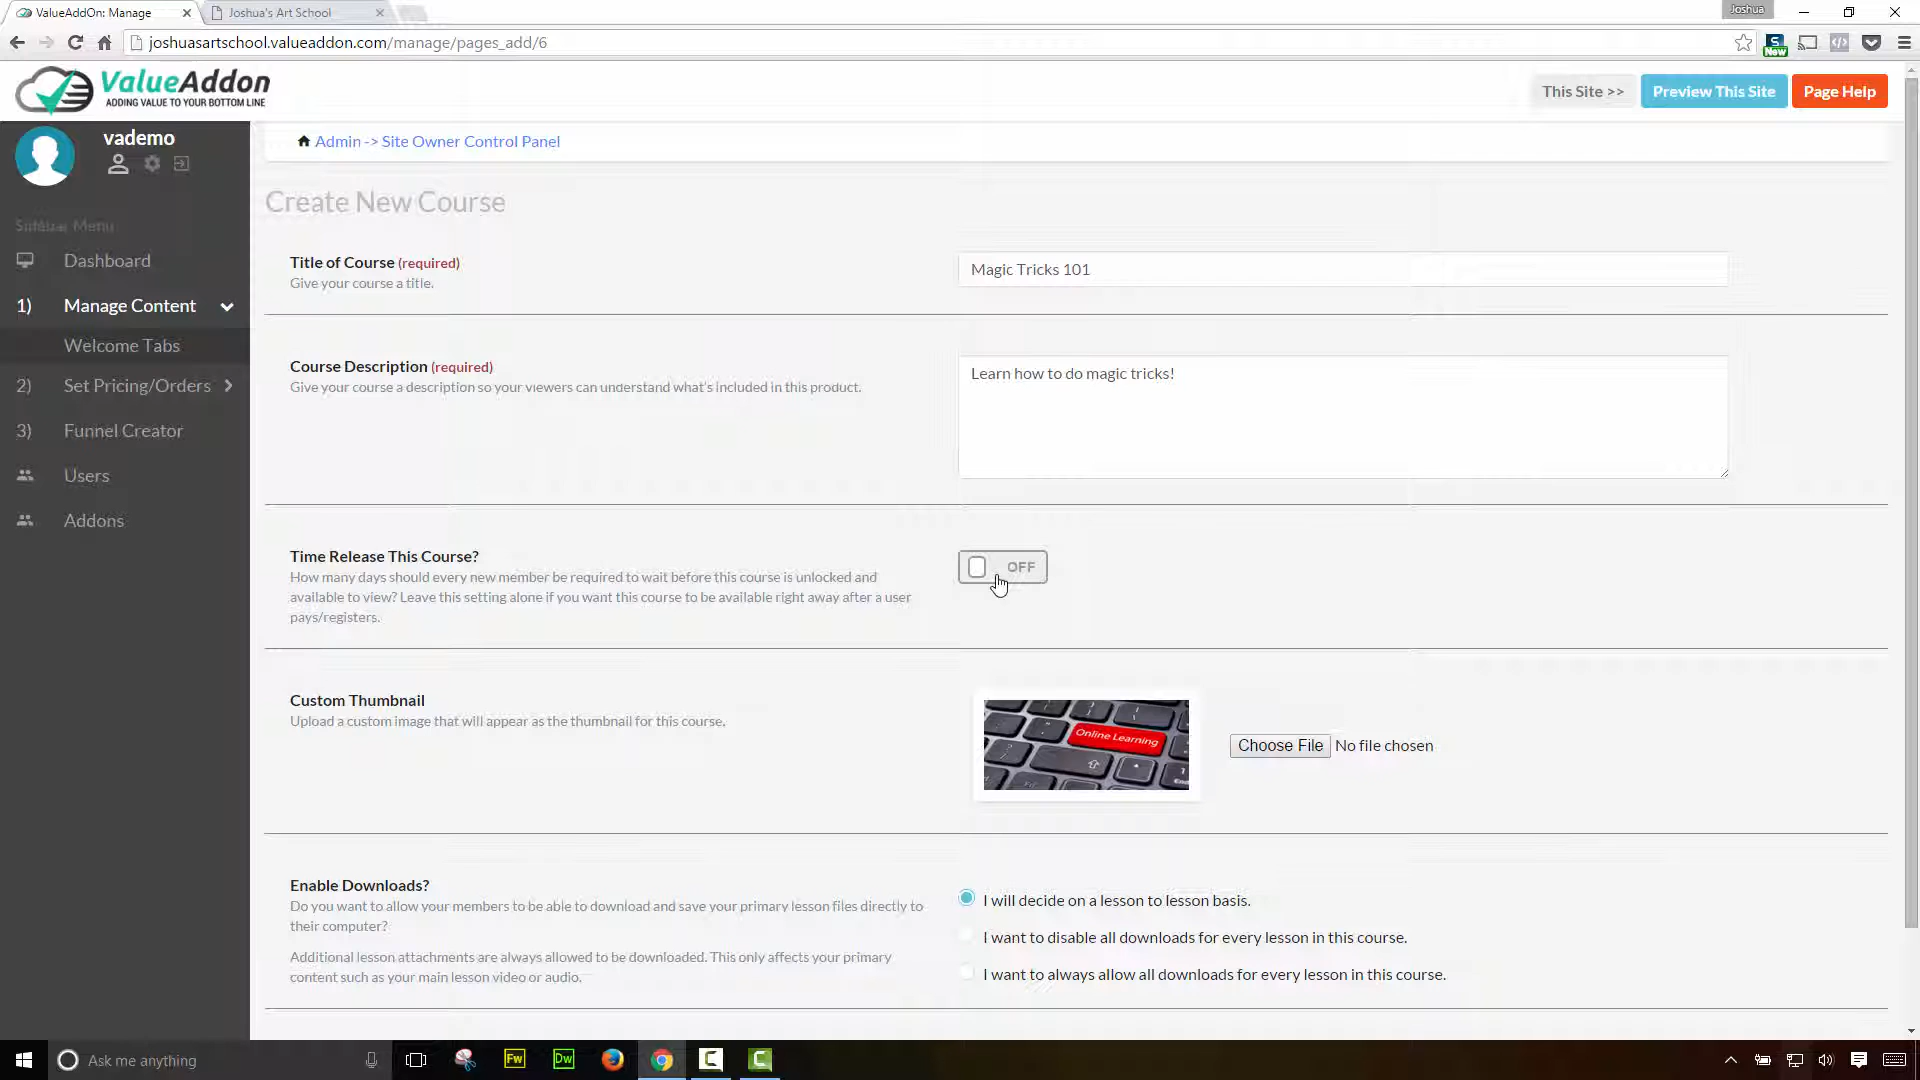 ValueAddOn: Manage
Joshua's Art School
Joshua
joshuasartschool.valueaddon.com/manage/pages_add/6
New
ValueAddon
ADDING VALUE TO YOUR BOTTOM LINE
This Site >>
Preview This Site
Page Help
vademo
Admin -> Site Owner Control Panel
Sidebar Menu
Dashboard
1) Manage Content
Welcome Tabs
2) Set Pricing/Orders
3) Funnel Creator
Users
Addons
Create New Course
Title of Course (required)
Give your course a title.
Magic Tricks 101
Course Description (required)
Give your course a description so your viewers can understand what's included in this product.
Learn how to do magic tricks!
Time Release This Course?
How many days should every new member be required to wait before this course is unlocked and
available to view? Leave this setting alone if you want this course to be available right away after a user
pays/registers.
OFF
Custom Thumbnail
Upload a custom image that will appear as the thumbnail for this course.
Online Learning
Choose File No file chosen
Enable Downloads?
Do you want to allow your members to be able to download and save your primary lesson files directly to
their computer?
Additional lesson attachments are always allowed to be downloaded. This only affects your primary
content such as your main lesson video or audio.
I will decide on a lesson to lesson basis.
I want to disable all downloads for every lesson in this course.
I want to always allow all downloads for every lesson in this course.
Ask me anything
Fw
Dw